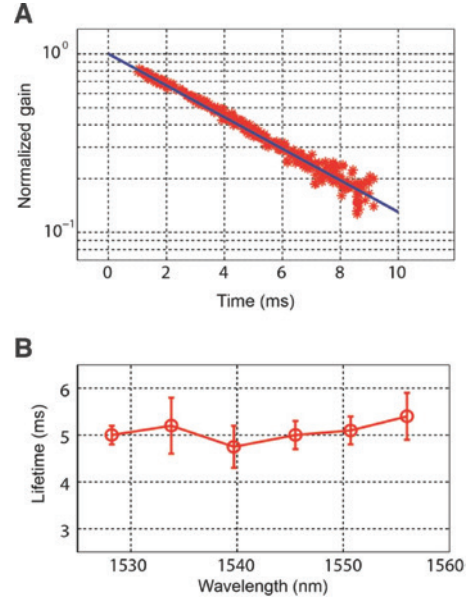 A
Normalized gain
10^0
10^-1
0 2 4 6 8 10
Time (ms)
B
Lifetime (ms)
6
5
4
3
1530 1540 1550 1560
Wavelength (nm)